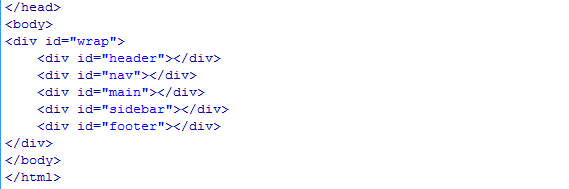 </head>
<body>
<div id="wrap">
    <div id="header"></div>
    <div id="nav"></div>
    <div id="main"></div>
    <div id="sidebar"></div>
    <div id="footer"></div>
</div>
</body>
</html>